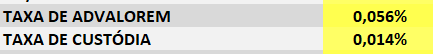 TAXA DE ADVALOREM 0,056%
TAXA DE CUSTÓDIA 0,014%